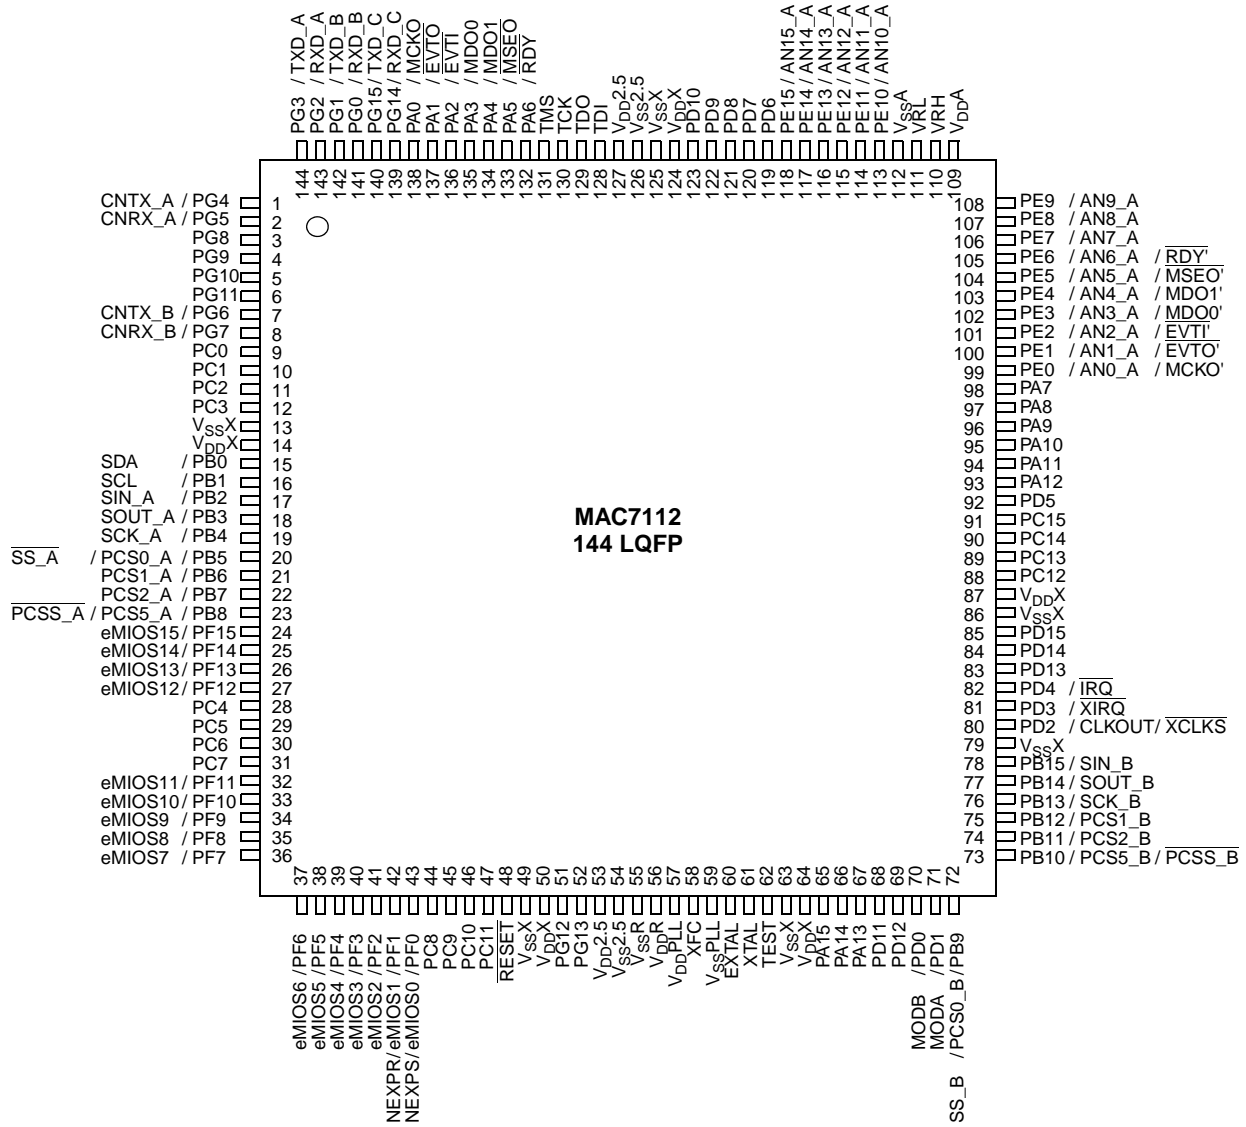 PG3 / TXD_A
PG2 / RXD_A
PG1 / TXD_B
PG0 / RXD_B
PG15 / TXD_C
PG14 / RXD_C
PA0 / MCKO
PA1 / EVTO
PA2 / EVTI
PA3 / MDO0
PA4 / MDO1
PA5 / MSEO
PA6 / RDY
TMS
TCK
TDO
TDI
VDD2.5
VSS2.5
VSSX
VDDX
PD10
PD9
PD8
PD7
PD6
PE15 / AN15_A
PE14 / AN14_A
PE13 / AN13_A
PE12 / AN12_A
PE11 / AN11_A
PE10 / AN10_A
VSSA
VRL
VRH
VDDA
144 143 142 141 140 139 138 137 136 135 134 133 132 131 130 129 128 127 126 125 124 123 122 121 120 119 118 117 116 115 114 113 112 111 110 109
CNTX_A / PG4 1
CNRX_A / PG5 2
PG8 3
PG9 4
PG10 5
PG11 6
CNTX_B / PG6 7
CNRX_B / PG7 8
PC0 9
PC1 10
PC2 11
PC3 12
VSSX 13
VDDX 14
SDA / PB0 15
SCL / PB1 16
SIN_A / PB2 17
SOUT_A / PB3 18
SCK_A / PB4 19
SS_A / PCS0_A / PB5 20
PCS1_A / PB6 21
PCS2_A / PB7 22
PCSS_A / PCS5_A / PB8 23
eMIOS15 / PF15 24
eMIOS14 / PF14 25
eMIOS13 / PF13 26
eMIOS12 / PF12 27
PC4 28
PC5 29
PC6 30
PC7 31
eMIOS11 / PF11 32
eMIOS10 / PF10 33
eMIOS9 / PF9 34
eMIOS8 / PF8 35
eMIOS7 / PF7 36
MAC7112
144 LQFP
108 PE9 / AN9_A
107 PE8 / AN8_A
106 PE7 / AN7_A
105 PE6 / AN6_A / RDY'
104 PE5 / AN5_A / MSEO'
103 PE4 / AN4_A / MDO1'
102 PE3 / AN3_A / MDO0'
101 PE2 / AN2_A / EVTI'
100 PE1 / AN1_A / EVTO'
99 PE0 / AN0_A / MCKO'
98 PA7
97 PA8
96 PA9
95 PA10
94 PA11
93 PA12
92 PD5
91 PC15
90 PC14
89 PC13
88 PC12
87 VDDX
86 VSSX
85 PD15
84 PD14
83 PD13
82 PD4 / IRQ
81 PD3 / XIRQ
80 PD2 / CLKOUT / XCLKS
79 VSSX
78 PB15 / SIN_B
77 PB14 / SOUT_B
76 PB13 / SCK_B
75 PB12 / PCS1_B
74 PB11 / PCS2_B
73 PB10 / PCS5_B / PCSS_B
37 38 39 40 41 42 43 44 45 46 47 48 49 50 51 52 53 54 55 56 57 58 59 60 61 62 63 64 65 66 67 68 69 70 71 72
eMIOS6 / PF6
eMIOS5 / PF5
eMIOS4 / PF4
eMIOS3 / PF3
eMIOS2 / PF2
NEXPR / eMIOS1 / PF1
NEXPS / eMIOS0 / PF0
PC8
PC9
PC10
PC11
RESET
VSSX
VDDX
PG12
PG13
VDD2.5
VSS2.5
VSSR
VDDR
VDDPLL
XFC
VSSPLL
EXTAL
XTAL
TEST
VSSX
VDDX
PA15
PA14
PA13
PD11
PD12
MODB / PD0
MODA / PD1
SS_B / PCS0_B / PB9